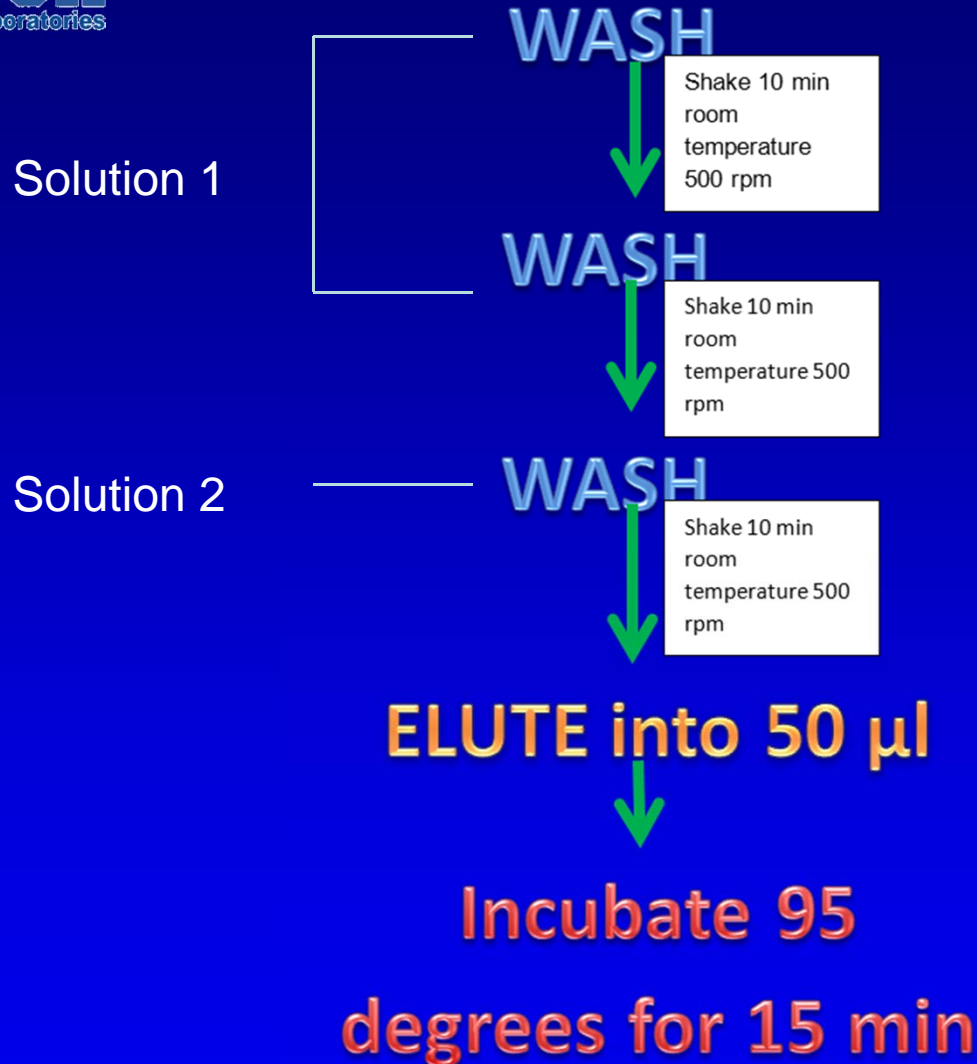 WASH
Shake 10 min
room
temperature
500 rpm
Solution 1
WASH
Shake 10 min
room
temperature 500
rpm
Solution 2
WASH
Shake 10 min
room
temperature 500
rpm
ELUTE into 50 µl
Incubate 95
degrees for 15 min